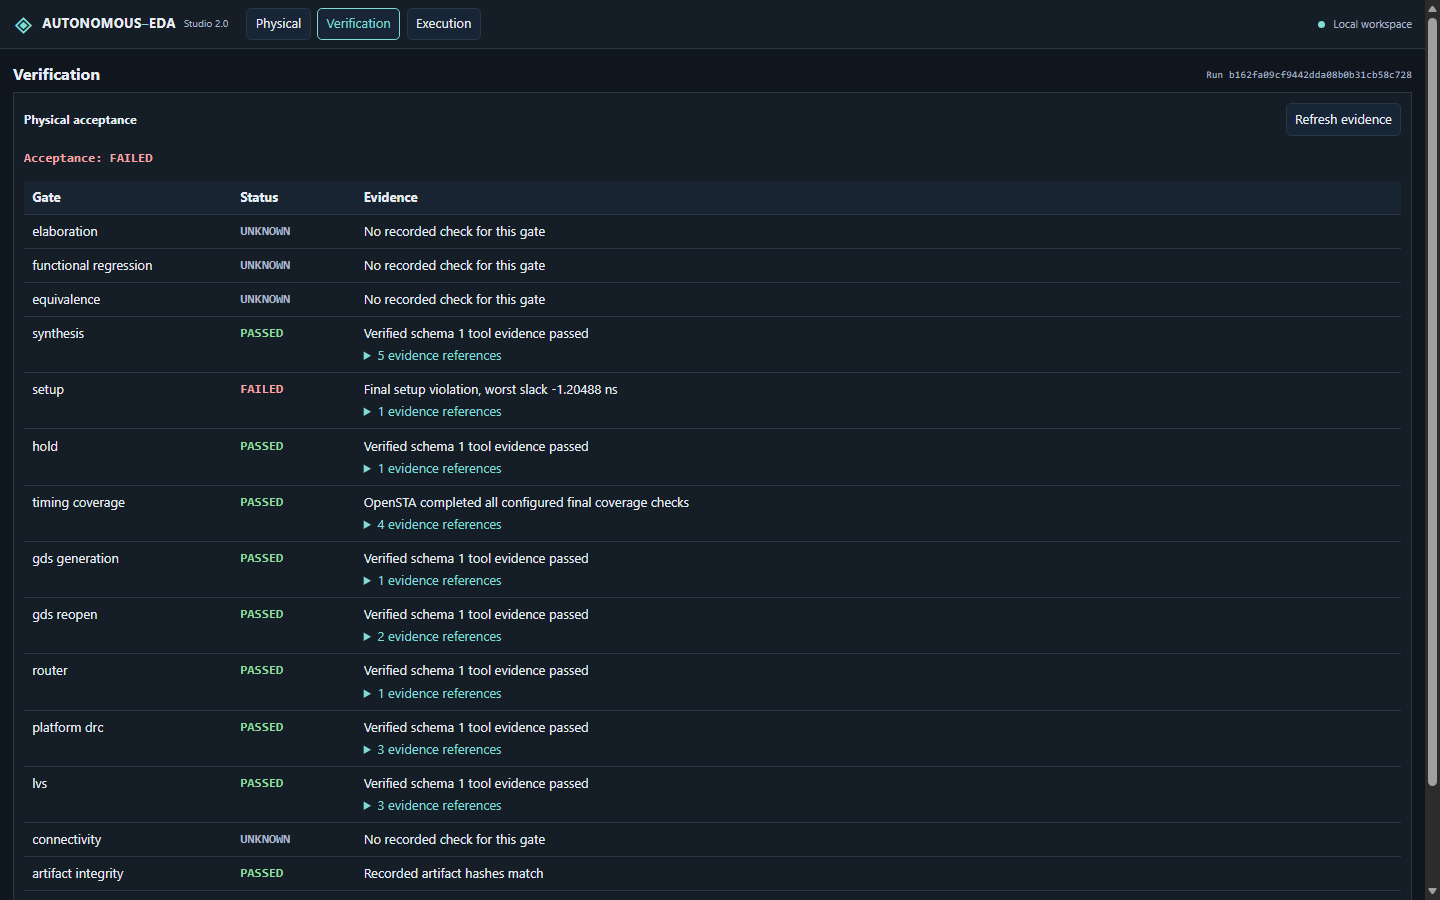 AUTONOMOUS–EDA Studio 2.0 Physical Verification Execution Local workspace
Verification Run b162fa09cf9442dda08b0b31cb58c728
Physical acceptance Refresh evidence
Acceptance: FAILED
Gate Status Evidence
elaboration UNKNOWN No recorded check for this gate
functional regression UNKNOWN No recorded check for this gate
equivalence UNKNOWN No recorded check for this gate
synthesis PASSED Verified schema 1 tool evidence passed
5 evidence references
setup FAILED Final setup violation, worst slack -1.20488 ns
1 evidence references
hold PASSED Verified schema 1 tool evidence passed
1 evidence references
timing coverage PASSED OpenSTA completed all configured final coverage checks
4 evidence references
gds generation PASSED Verified schema 1 tool evidence passed
1 evidence references
gds reopen PASSED Verified schema 1 tool evidence passed
2 evidence references
router PASSED Verified schema 1 tool evidence passed
1 evidence references
platform drc PASSED Verified schema 1 tool evidence passed
3 evidence references
lvs PASSED Verified schema 1 tool evidence passed
3 evidence references
connectivity UNKNOWN No recorded check for this gate
artifact integrity PASSED Recorded artifact hashes match